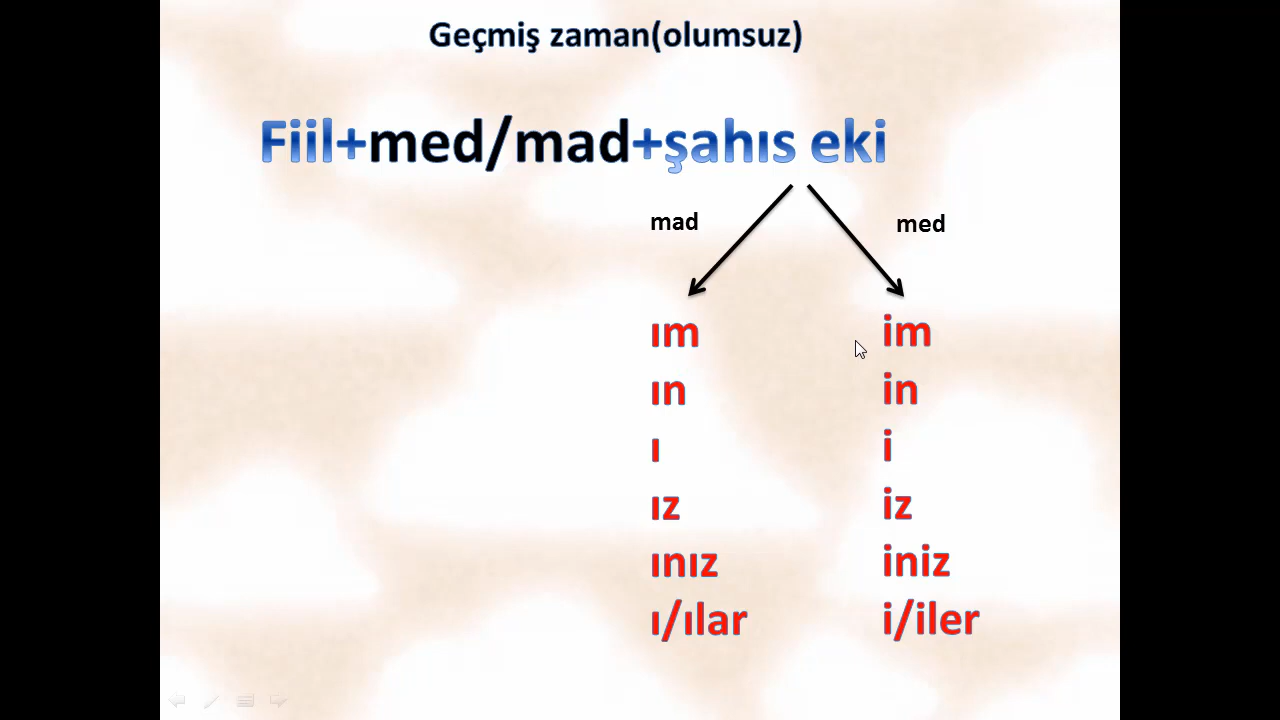 Geçmiş zaman(olumsuz)
Fiil+med/mad+şahıs eki
mad med
ım im
ın in
ı i
ız iz
ınız iniz
ı/ılar i/iler